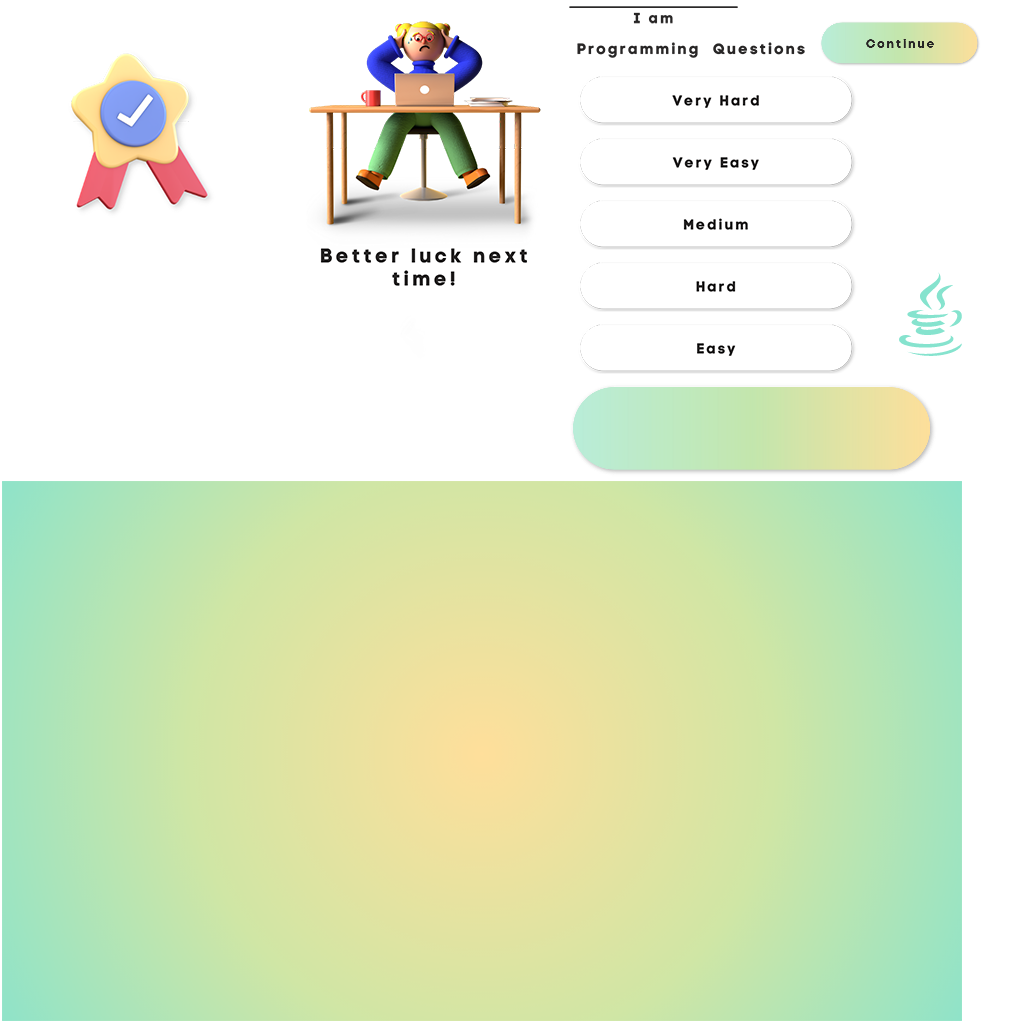 I am
Programming Questions
Continue
Very Hard
Very Easy
Medium
Hard
Easy
Better luck next
time!